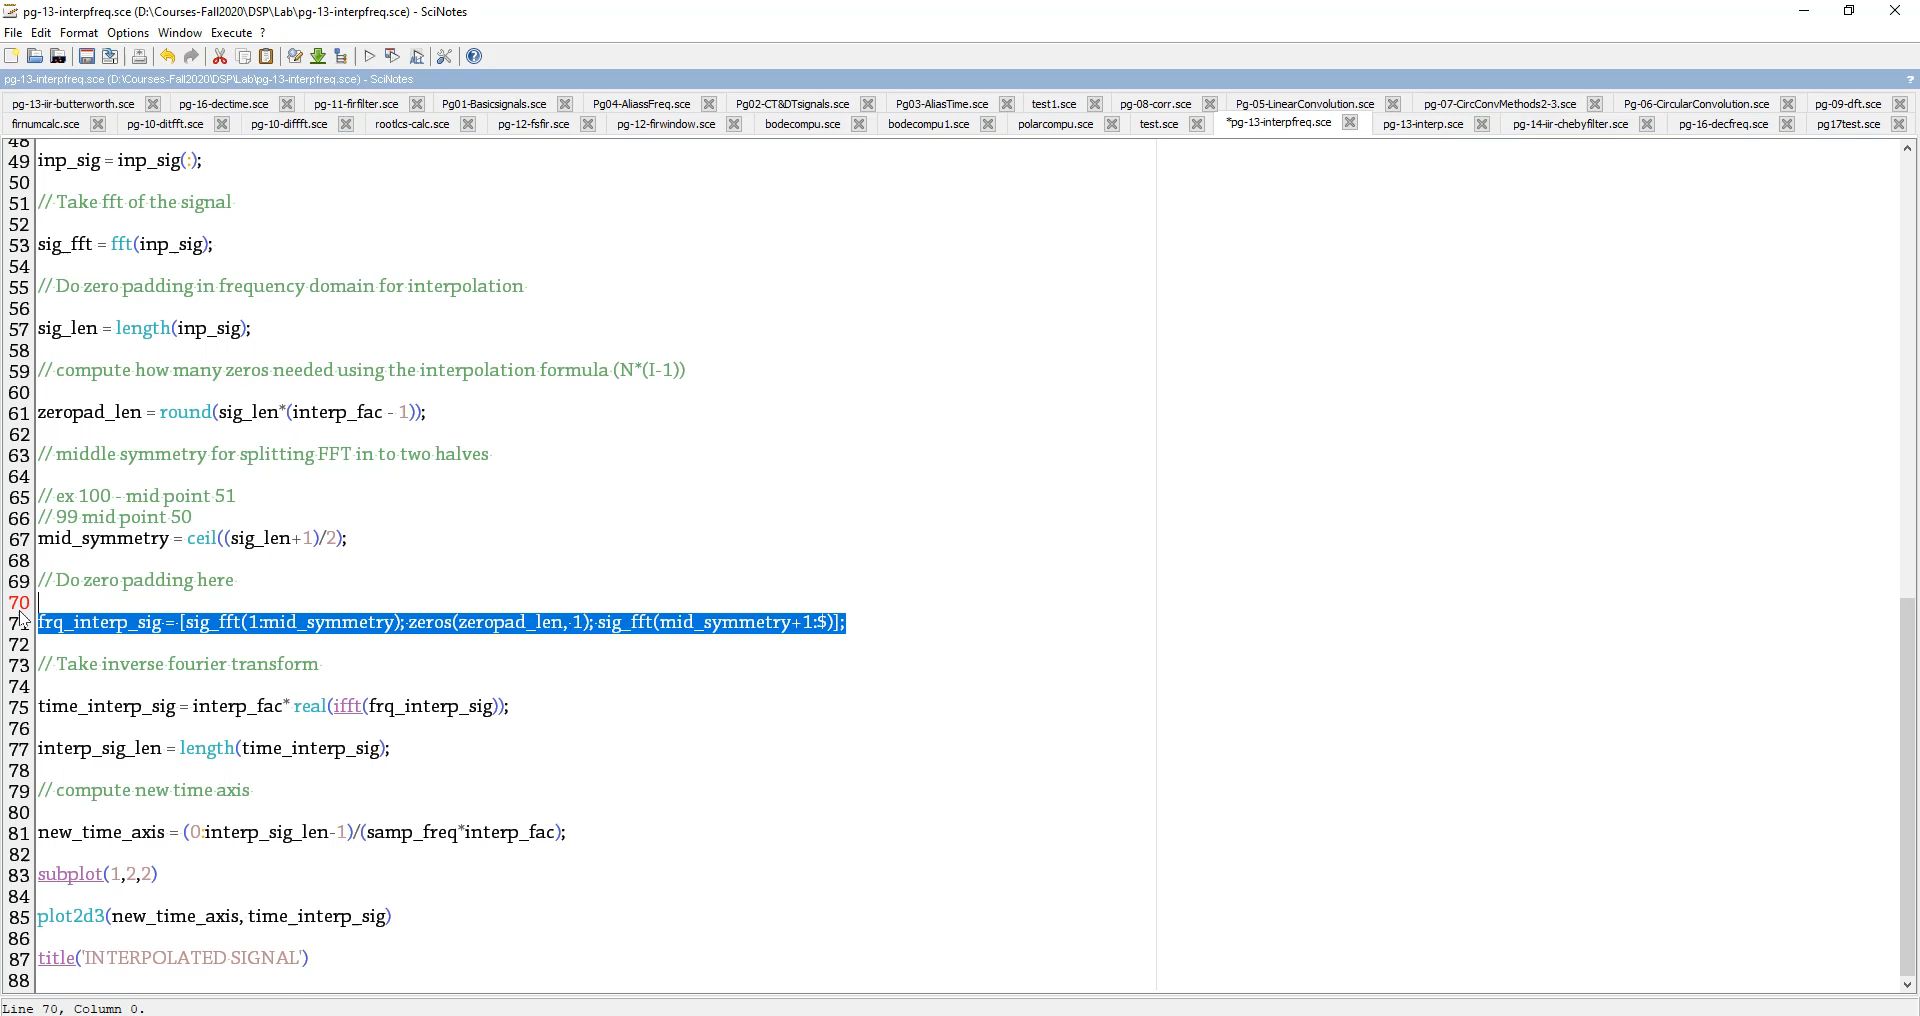 pg-13-interpfreq.sce (D:\Courses-Fall2020\DSP\Lab\pg-13-interpfreq.sce) - SciNotes
File Edit Format Options Window Execute ?
pg-13-interpfreq.sce (D:\Courses-Fall2020\DSP\Lab\pg-13-interpfreq.sce) - SciNotes ?
pg-13-iir-butterworth.sce pg-16-dectime.sce pg-11-firfilter.sce Pg01-Basicsignals.sce Pg04-AliassFreq.sce Pg02-CT&DTsignals.sce Pg03-AliasTime.sce test1.sce pg-08-corr.sce Pg-05-LinearConvolution.sce pg-07-CircConvMethods2-3.sce Pg-06-CircularConvolution.sce pg-09-dft.sce
firnumcalc.sce pg-10-ditfft.sce pg-10-diffft.sce rootlcs-calc.sce pg-12-fsfir.sce pg-12-firwindow.sce bodecompu.sce bodecompu1.sce polarcompu.sce test.sce *pg-13-interpfreq.sce pg-13-interp.sce pg-14-iir-chebyfilter.sce pg-16-decfreq.sce pg17test.sce
48
49 inp_sig = inp_sig(:);
50
51 // Take fft of the signal
52
53 sig_fft = fft(inp_sig);
54
55 // Do zero padding in frequency domain for interpolation
56
57 sig_len = length(inp_sig);
58
59 // compute how many zeros needed using the interpolation formula (N*(I-1))
60
61 zeropad_len = round(sig_len*(interp_fac - 1));
62
63 // middle symmetry for splitting FFT in to two halves
64
65 // ex 100 - mid point 51
66 // 99 mid point 50
67 mid_symmetry = ceil((sig_len+1)/2);
68
69 // Do zero padding here
70
71 frq_interp_sig = [sig_fft(1:mid_symmetry); zeros(zeropad_len, 1); sig_fft(mid_symmetry+1:$)];
72
73 // Take inverse fourier transform
74
75 time_interp_sig = interp_fac* real(ifft(frq_interp_sig));
76
77 interp_sig_len = length(time_interp_sig);
78
79 // compute new time axis
80
81 new_time_axis = (0:interp_sig_len-1)/(samp_freq*interp_fac);
82
83 subplot(1,2,2)
84
85 plot2d3(new_time_axis, time_interp_sig)
86
87 title('INTERPOLATED SIGNAL')
88
Line 70, Column 0.